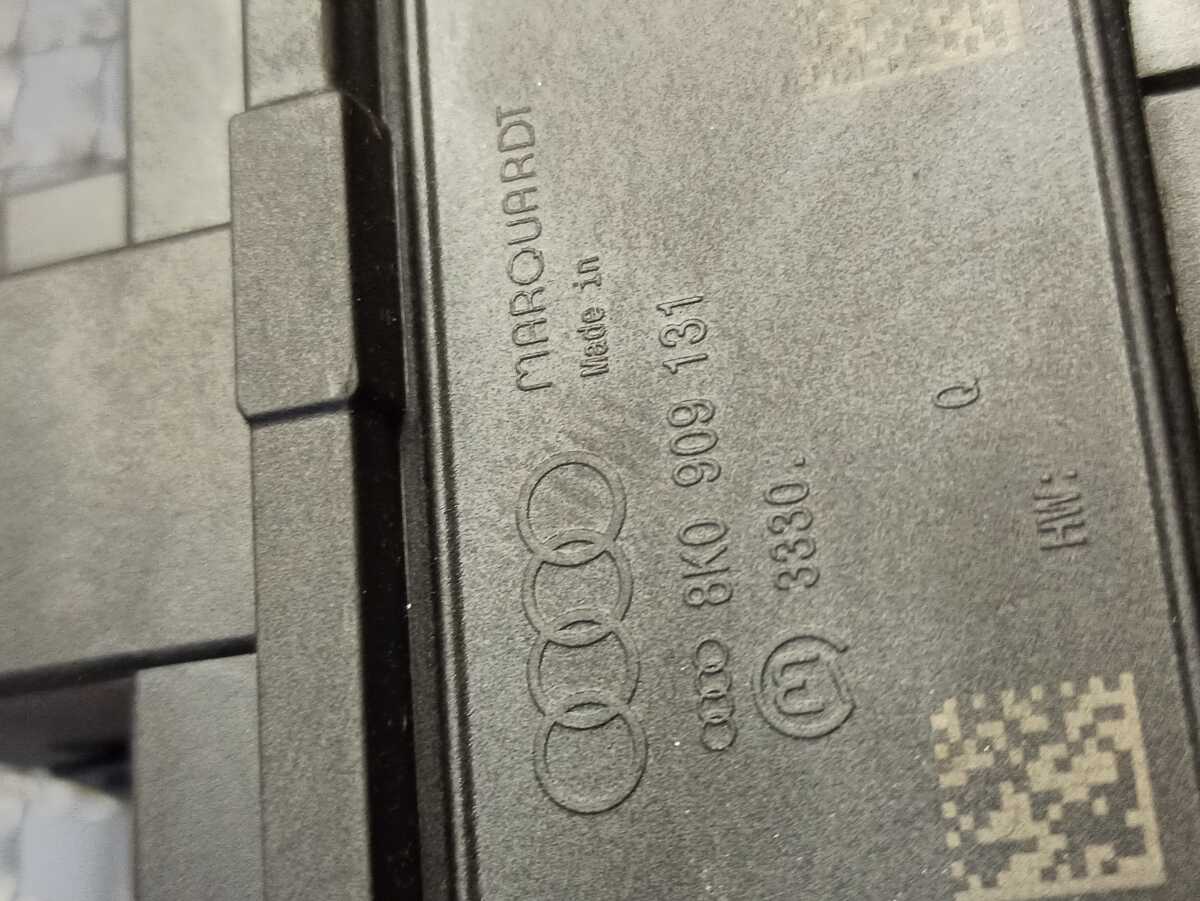 MARQUARDT
Made in
8K0 909 131
3330.
Q
HW: